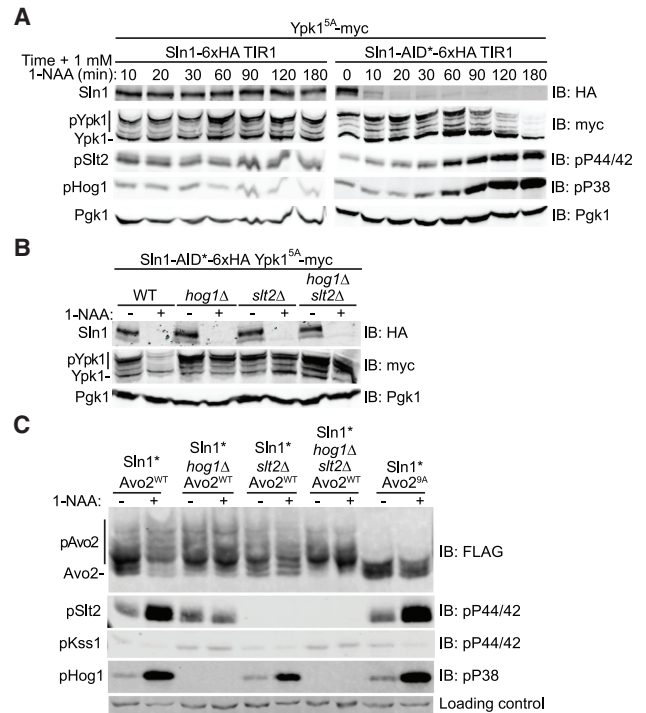 A
Ypk1^5A-myc
Sln1-6xHA TIR1
Sln1-AID*-6xHA TIR1
Time + 1 mM
1-NAA (min): 10 20 30 60 90 120 180 0 10 20 30 60 90 120 180
Sln1 IB: HA
pYpk1
Ypk1- IB: myc
pSlt2 IB: pP44/42
pHog1 IB: pP38
Pgk1 IB: Pgk1
B
Sln1-AID*-6xHA Ypk1^5A-myc
WT hog1Δ slt2Δ hog1Δ slt2Δ
1-NAA: - + - + - + - +
Sln1 IB: HA
pYpk1
Ypk1- IB: myc
Pgk1 IB: Pgk1
C
Sln1* Avo2^WT
Sln1* hog1Δ Avo2^WT
Sln1* slt2Δ Avo2^WT
Sln1* hog1Δ slt2Δ Avo2^WT
Sln1* Avo2^9A
1-NAA: - + - + - + - + - +
pAvo2
Avo2- IB: FLAG
pSlt2 IB: pP44/42
pKss1 IB: pP44/42
pHog1 IB: pP38
Loading control